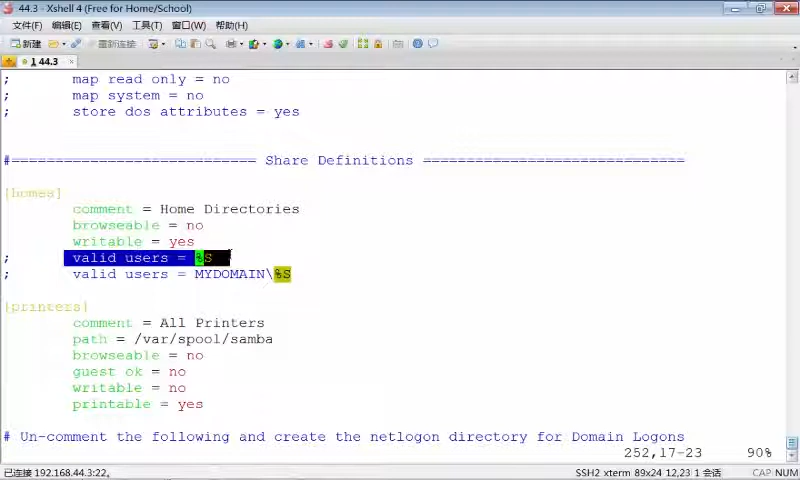 44.3 - Xshell 4 (Free for Home/School)
文件(F) 编辑(E) 查看(V) 工具(T) 窗口(W) 帮助(H)
新建 重新连接
1 44.3
; map read only = no
; map system = no
; store dos attributes = yes
#============================ Share Definitions ==============================
[homes]
comment = Home Directories
browseable = no
writable = yes
; valid users = %S
; valid users = MYDOMAIN\%S
[printers]
comment = All Printers
path = /var/spool/samba
browseable = no
guest ok = no
writable = no
printable = yes
# Un-comment the following and create the netlogon directory for Domain Logons
252,17-23 90%
已连接 192.168.44.3:22。 SSH2 xterm 89x24 12,23 1 会话 CAP NUM